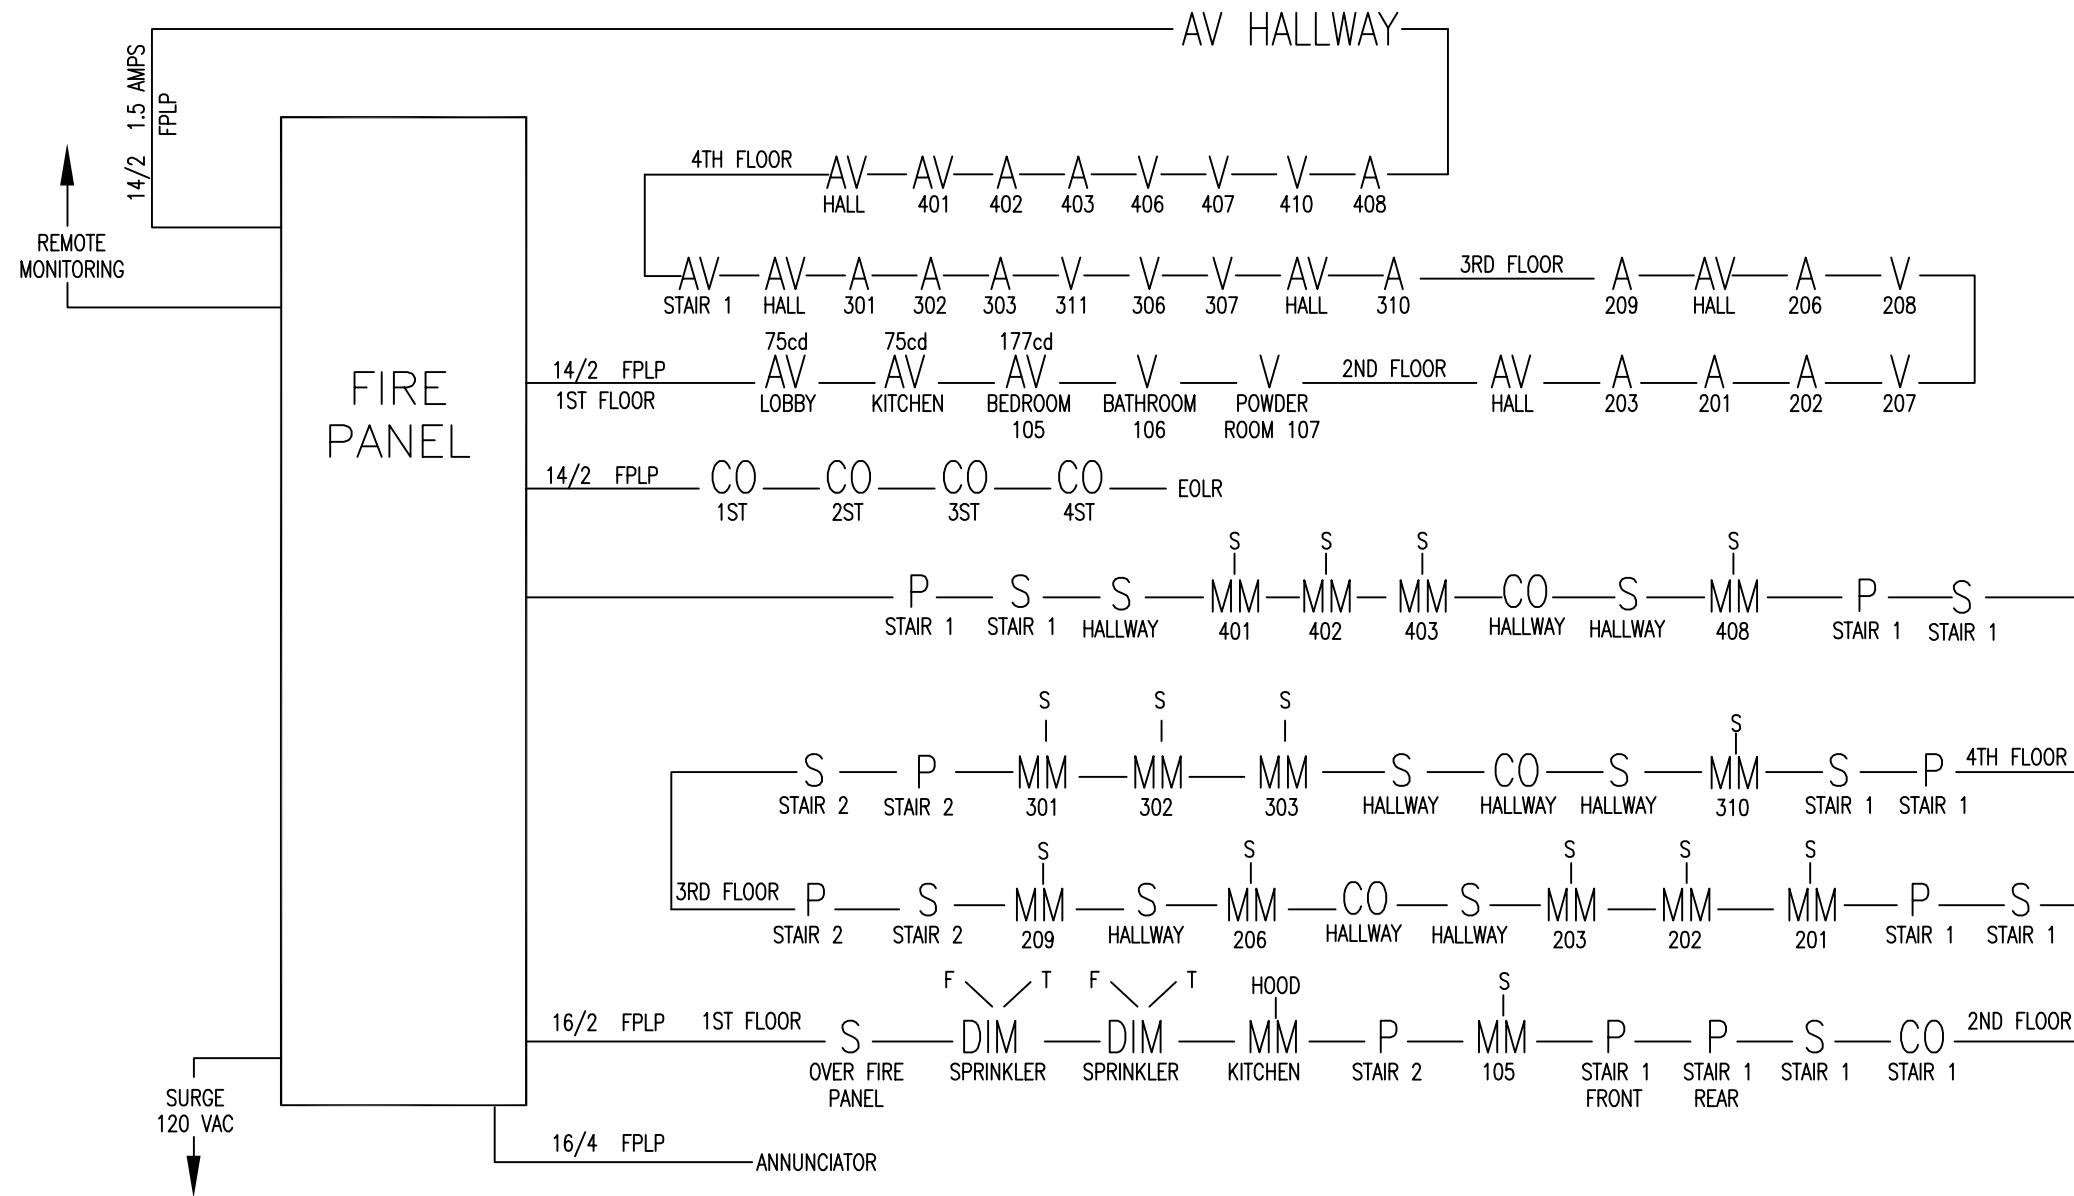 AV HALLWAY
14/2 1.5 AMPS
FPLP
REMOTE
MONITORING
FIRE
PANEL
4TH FLOOR AV AV A A V V V A
HALL 401 402 403 406 407 410 408
AV AV A A A V V V AV A 3RD FLOOR A AV A V
STAIR 1 HALL 301 302 303 311 306 307 HALL 310 209 HALL 206 208
75cd 75cd 177cd
14/2 FPLP AV AV AV V V 2ND FLOOR AV A A A V
1ST FLOOR LOBBY KITCHEN BEDROOM BATHROOM POWDER HALL 203 201 202 207
105 106 ROOM 107
14/2 FPLP CO CO CO CO EOLR
1ST 2ST 3ST 4ST
S S S S
P S S MM MM MM CO S MM P S
STAIR 1 STAIR 1 HALLWAY 401 402 403 HALLWAY HALLWAY 408 STAIR 1 STAIR 1
S S S S
S P MM MM MM S CO S MM S P 4TH FLOOR
STAIR 2 STAIR 2 301 302 303 HALLWAY HALLWAY HALLWAY 310 STAIR 1 STAIR 1
S S S S S
3RD FLOOR P S MM S MM CO S MM MM MM P S
STAIR 2 STAIR 2 209 HALLWAY 206 HALLWAY HALLWAY 203 202 201 STAIR 1 STAIR 1
F T F T HOOD S
16/2 FPLP 1ST FLOOR S DIM DIM MM P MM P P S CO 2ND FLOOR
OVER FIRE SPRINKLER SPRINKLER KITCHEN STAIR 2 105 STAIR 1 STAIR 1 STAIR 1 STAIR 1
PANEL FRONT REAR
SURGE
120 VAC
16/4 FPLP
ANNUNCIATOR